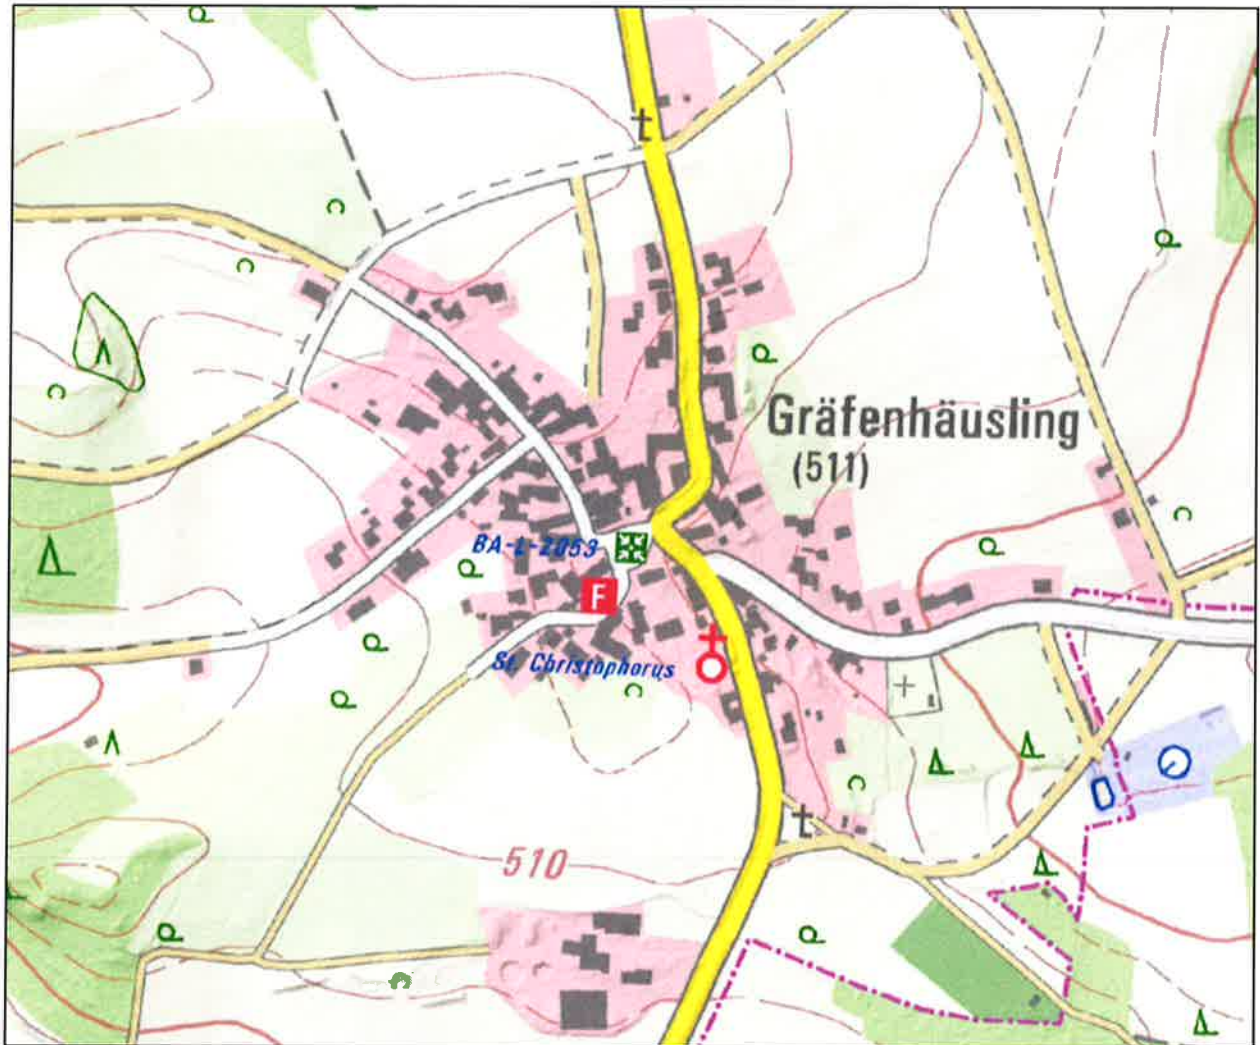 Gräfenhäusling
(511)
BA-L-2053
F
St. Christophorus
510